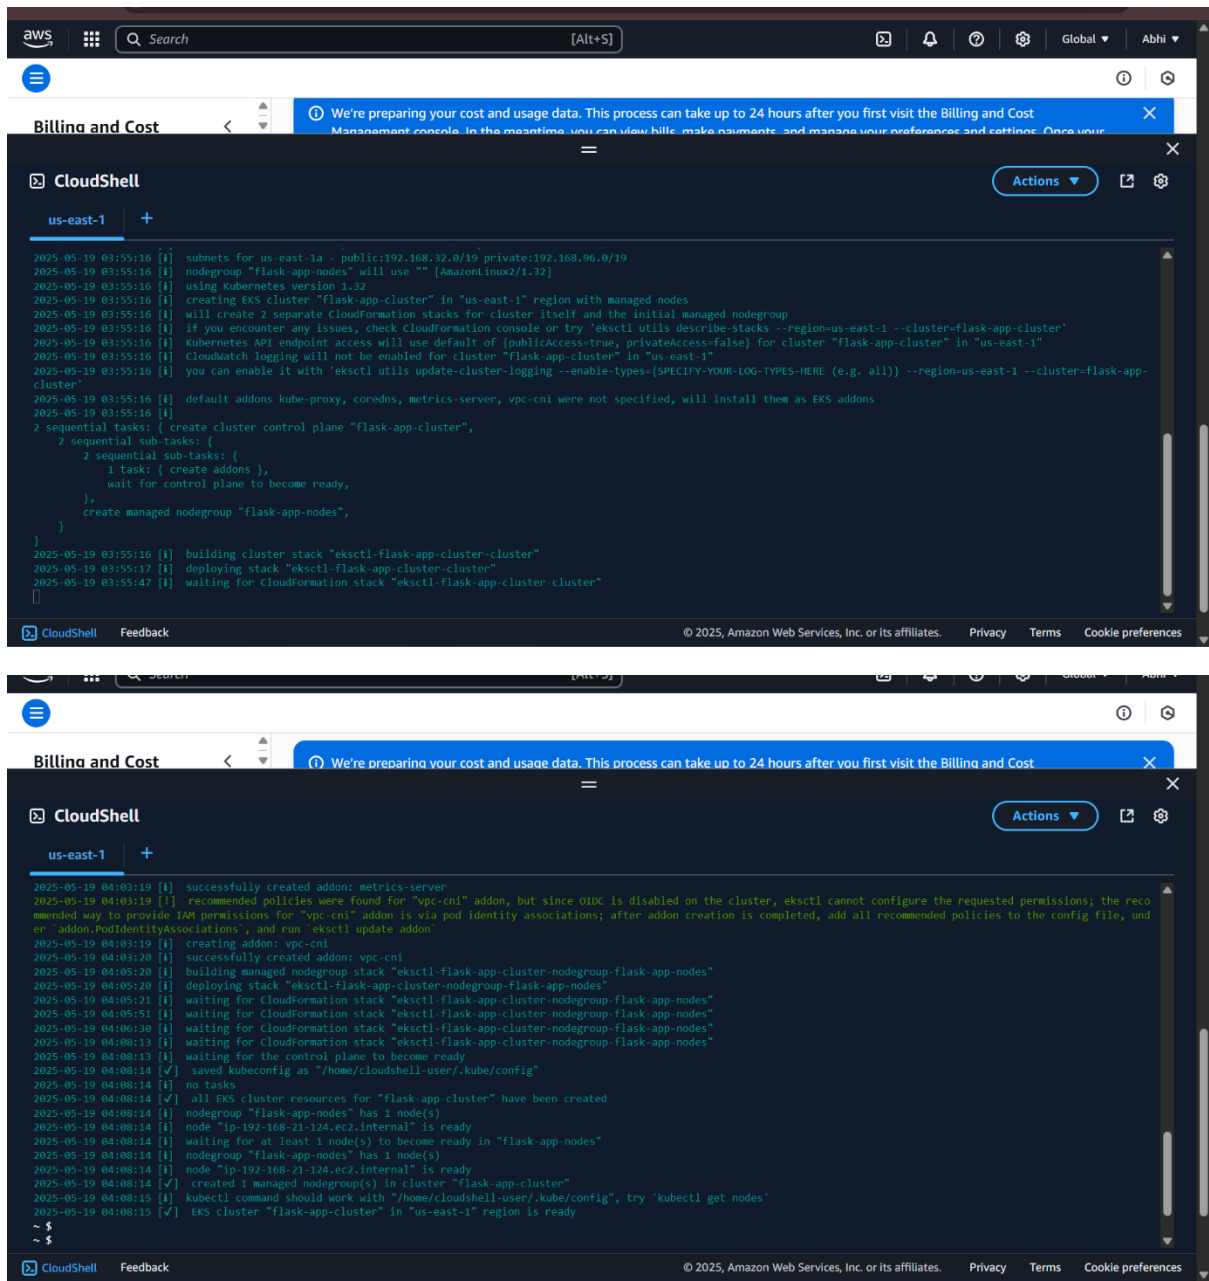 aws
Search [Alt+S] Global ▼ Abhi ▼
Billing and Cost
We're preparing your cost and usage data. This process can take up to 24 hours after you first visit the Billing and Cost
Management console. In the meantime, you can view bills, make payments, and manage your preferences and settings. Once your
CloudShell
Actions ▼
us-east-1 +
2025-05-19 03:55:16 [ℹ] subnets for us-east-1a - public:192.168.32.0/19 private:192.168.96.0/19
2025-05-19 03:55:16 [ℹ] nodegroup "flask-app-nodes" will use "" [AmazonLinux2/1.32]
2025-05-19 03:55:16 [ℹ] using Kubernetes version 1.32
2025-05-19 03:55:16 [ℹ] creating EKS cluster "flask-app-cluster" in "us-east-1" region with managed nodes
2025-05-19 03:55:16 [ℹ] will create 2 separate CloudFormation stacks for cluster itself and the initial managed nodegroup
2025-05-19 03:55:16 [ℹ] if you encounter any issues, check CloudFormation console or try 'eksctl utils describe-stacks --region=us-east-1 --cluster=flask-app-cluster'
2025-05-19 03:55:16 [ℹ] Kubernetes API endpoint access will use default of {publicAccess=true, privateAccess=false} for cluster "flask-app-cluster" in "us-east-1"
2025-05-19 03:55:16 [ℹ] CloudWatch logging will not be enabled for cluster "flask-app-cluster" in "us-east-1"
2025-05-19 03:55:16 [ℹ] you can enable it with 'eksctl utils update-cluster-logging --enable-types={SPECIFY-YOUR-LOG-TYPES-HERE (e.g. all)} --region=us-east-1 --cluster=flask-app-
cluster'
2025-05-19 03:55:16 [ℹ] default addons kube-proxy, coredns, metrics-server, vpc-cni were not specified, will install them as EKS addons
2025-05-19 03:55:16 [ℹ]
2 sequential tasks: { create cluster control plane "flask-app-cluster",
2 sequential sub-tasks: {
2 sequential sub-tasks: {
1 task: { create addons },
wait for control plane to become ready,
},
create managed nodegroup "flask-app-nodes",
}
}
2025-05-19 03:55:16 [ℹ] building cluster stack "eksctl-flask-app-cluster-cluster"
2025-05-19 03:55:17 [ℹ] deploying stack "eksctl-flask-app-cluster-cluster"
2025-05-19 03:55:47 [ℹ] waiting for CloudFormation stack "eksctl-flask-app-cluster-cluster"
CloudShell Feedback © 2025, Amazon Web Services, Inc. or its affiliates. Privacy Terms Cookie preferences
Search [Alt+S] Global Abhi
Billing and Cost
We're preparing your cost and usage data. This process can take up to 24 hours after you first visit the Billing and Cost
CloudShell
Actions ▼
us-east-1 +
2025-05-19 04:03:19 [ℹ] successfully created addon: metrics-server
2025-05-19 04:03:19 [!] recommended policies were found for "vpc-cni" addon, but since OIDC is disabled on the cluster, eksctl cannot configure the requested permissions; the reco
mmended way to provide IAM permissions for "vpc-cni" addon is via pod identity associations; after addon creation is completed, add all recommended policies to the config file, und
er `addon.PodIdentityAssociations`, and run `eksctl update addon`
2025-05-19 04:03:19 [ℹ] creating addon: vpc-cni
2025-05-19 04:03:20 [ℹ] successfully created addon: vpc-cni
2025-05-19 04:05:20 [ℹ] building managed nodegroup stack "eksctl-flask-app-cluster-nodegroup-flask-app-nodes"
2025-05-19 04:05:20 [ℹ] deploying stack "eksctl-flask-app-cluster-nodegroup-flask-app-nodes"
2025-05-19 04:05:21 [ℹ] waiting for CloudFormation stack "eksctl-flask-app-cluster-nodegroup-flask-app-nodes"
2025-05-19 04:05:51 [ℹ] waiting for CloudFormation stack "eksctl-flask-app-cluster-nodegroup-flask-app-nodes"
2025-05-19 04:06:30 [ℹ] waiting for CloudFormation stack "eksctl-flask-app-cluster-nodegroup-flask-app-nodes"
2025-05-19 04:08:13 [ℹ] waiting for CloudFormation stack "eksctl-flask-app-cluster-nodegroup-flask-app-nodes"
2025-05-19 04:08:13 [ℹ] waiting for the control plane to become ready
2025-05-19 04:08:14 [✓] saved kubeconfig as "/home/cloudshell-user/.kube/config"
2025-05-19 04:08:14 [ℹ] no tasks
2025-05-19 04:08:14 [✓] all EKS cluster resources for "flask-app-cluster" have been created
2025-05-19 04:08:14 [ℹ] nodegroup "flask-app-nodes" has 1 node(s)
2025-05-19 04:08:14 [ℹ] node "ip-192-168-21-124.ec2.internal" is ready
2025-05-19 04:08:14 [ℹ] waiting for at least 1 node(s) to become ready in "flask-app-nodes"
2025-05-19 04:08:14 [ℹ] nodegroup "flask-app-nodes" has 1 node(s)
2025-05-19 04:08:14 [ℹ] node "ip-192-168-21-124.ec2.internal" is ready
2025-05-19 04:08:14 [✓] created 1 managed nodegroup(s) in cluster "flask-app-cluster"
2025-05-19 04:08:15 [ℹ] kubectl command should work with "/home/cloudshell-user/.kube/config", try 'kubectl get nodes'
2025-05-19 04:08:15 [✓] EKS cluster "flask-app-cluster" in "us-east-1" region is ready
~ $
~ $
CloudShell Feedback © 2025, Amazon Web Services, Inc. or its affiliates. Privacy Terms Cookie preferences